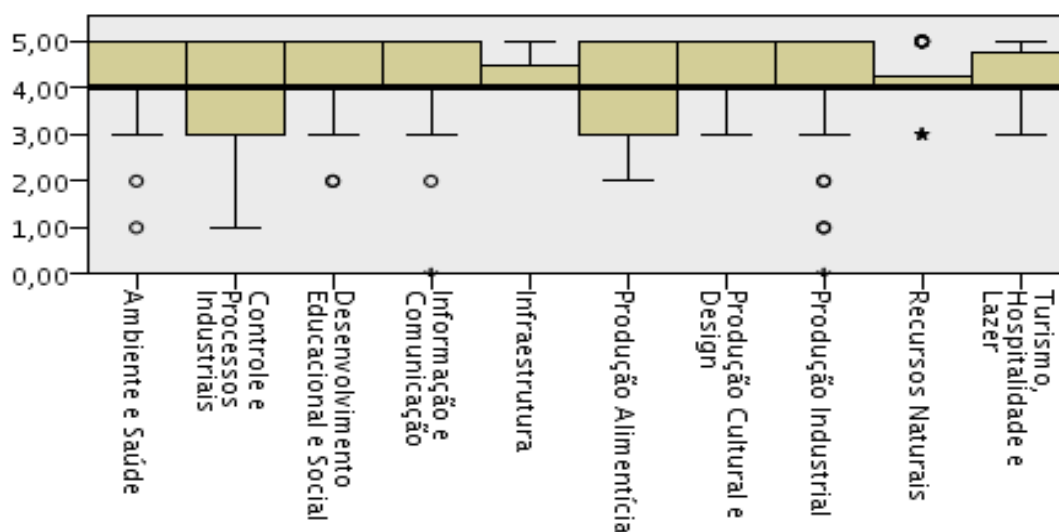 5,00
4,00
3,00
2,00
1,00
0,00
Ambiente e Saúde
Controle e
Processos
Industriais
Desenvolvimento
Educacional e Social
Informação e
Comunicação
Infraestrutura
Produção Alimentícia
Produção Cultural e
Design
Produção Industrial
Recursos Naturais
Turismo,
Hospitalidade e
Lazer